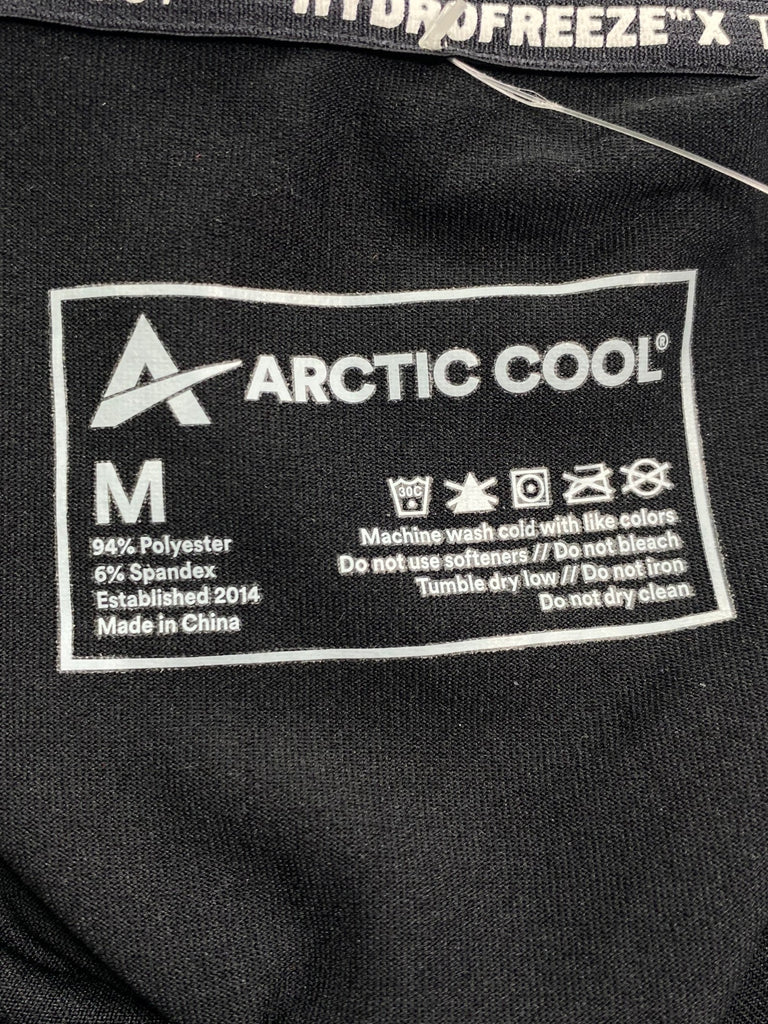 HYDROFREEZE™ X
ARCTIC COOL®
M
94% Polyester
6% Spandex
Established 2014
Made in China
30C
Machine wash cold with like colors
Do not use softeners // Do not bleach
Tumble dry low // Do not iron
Do not dry clean